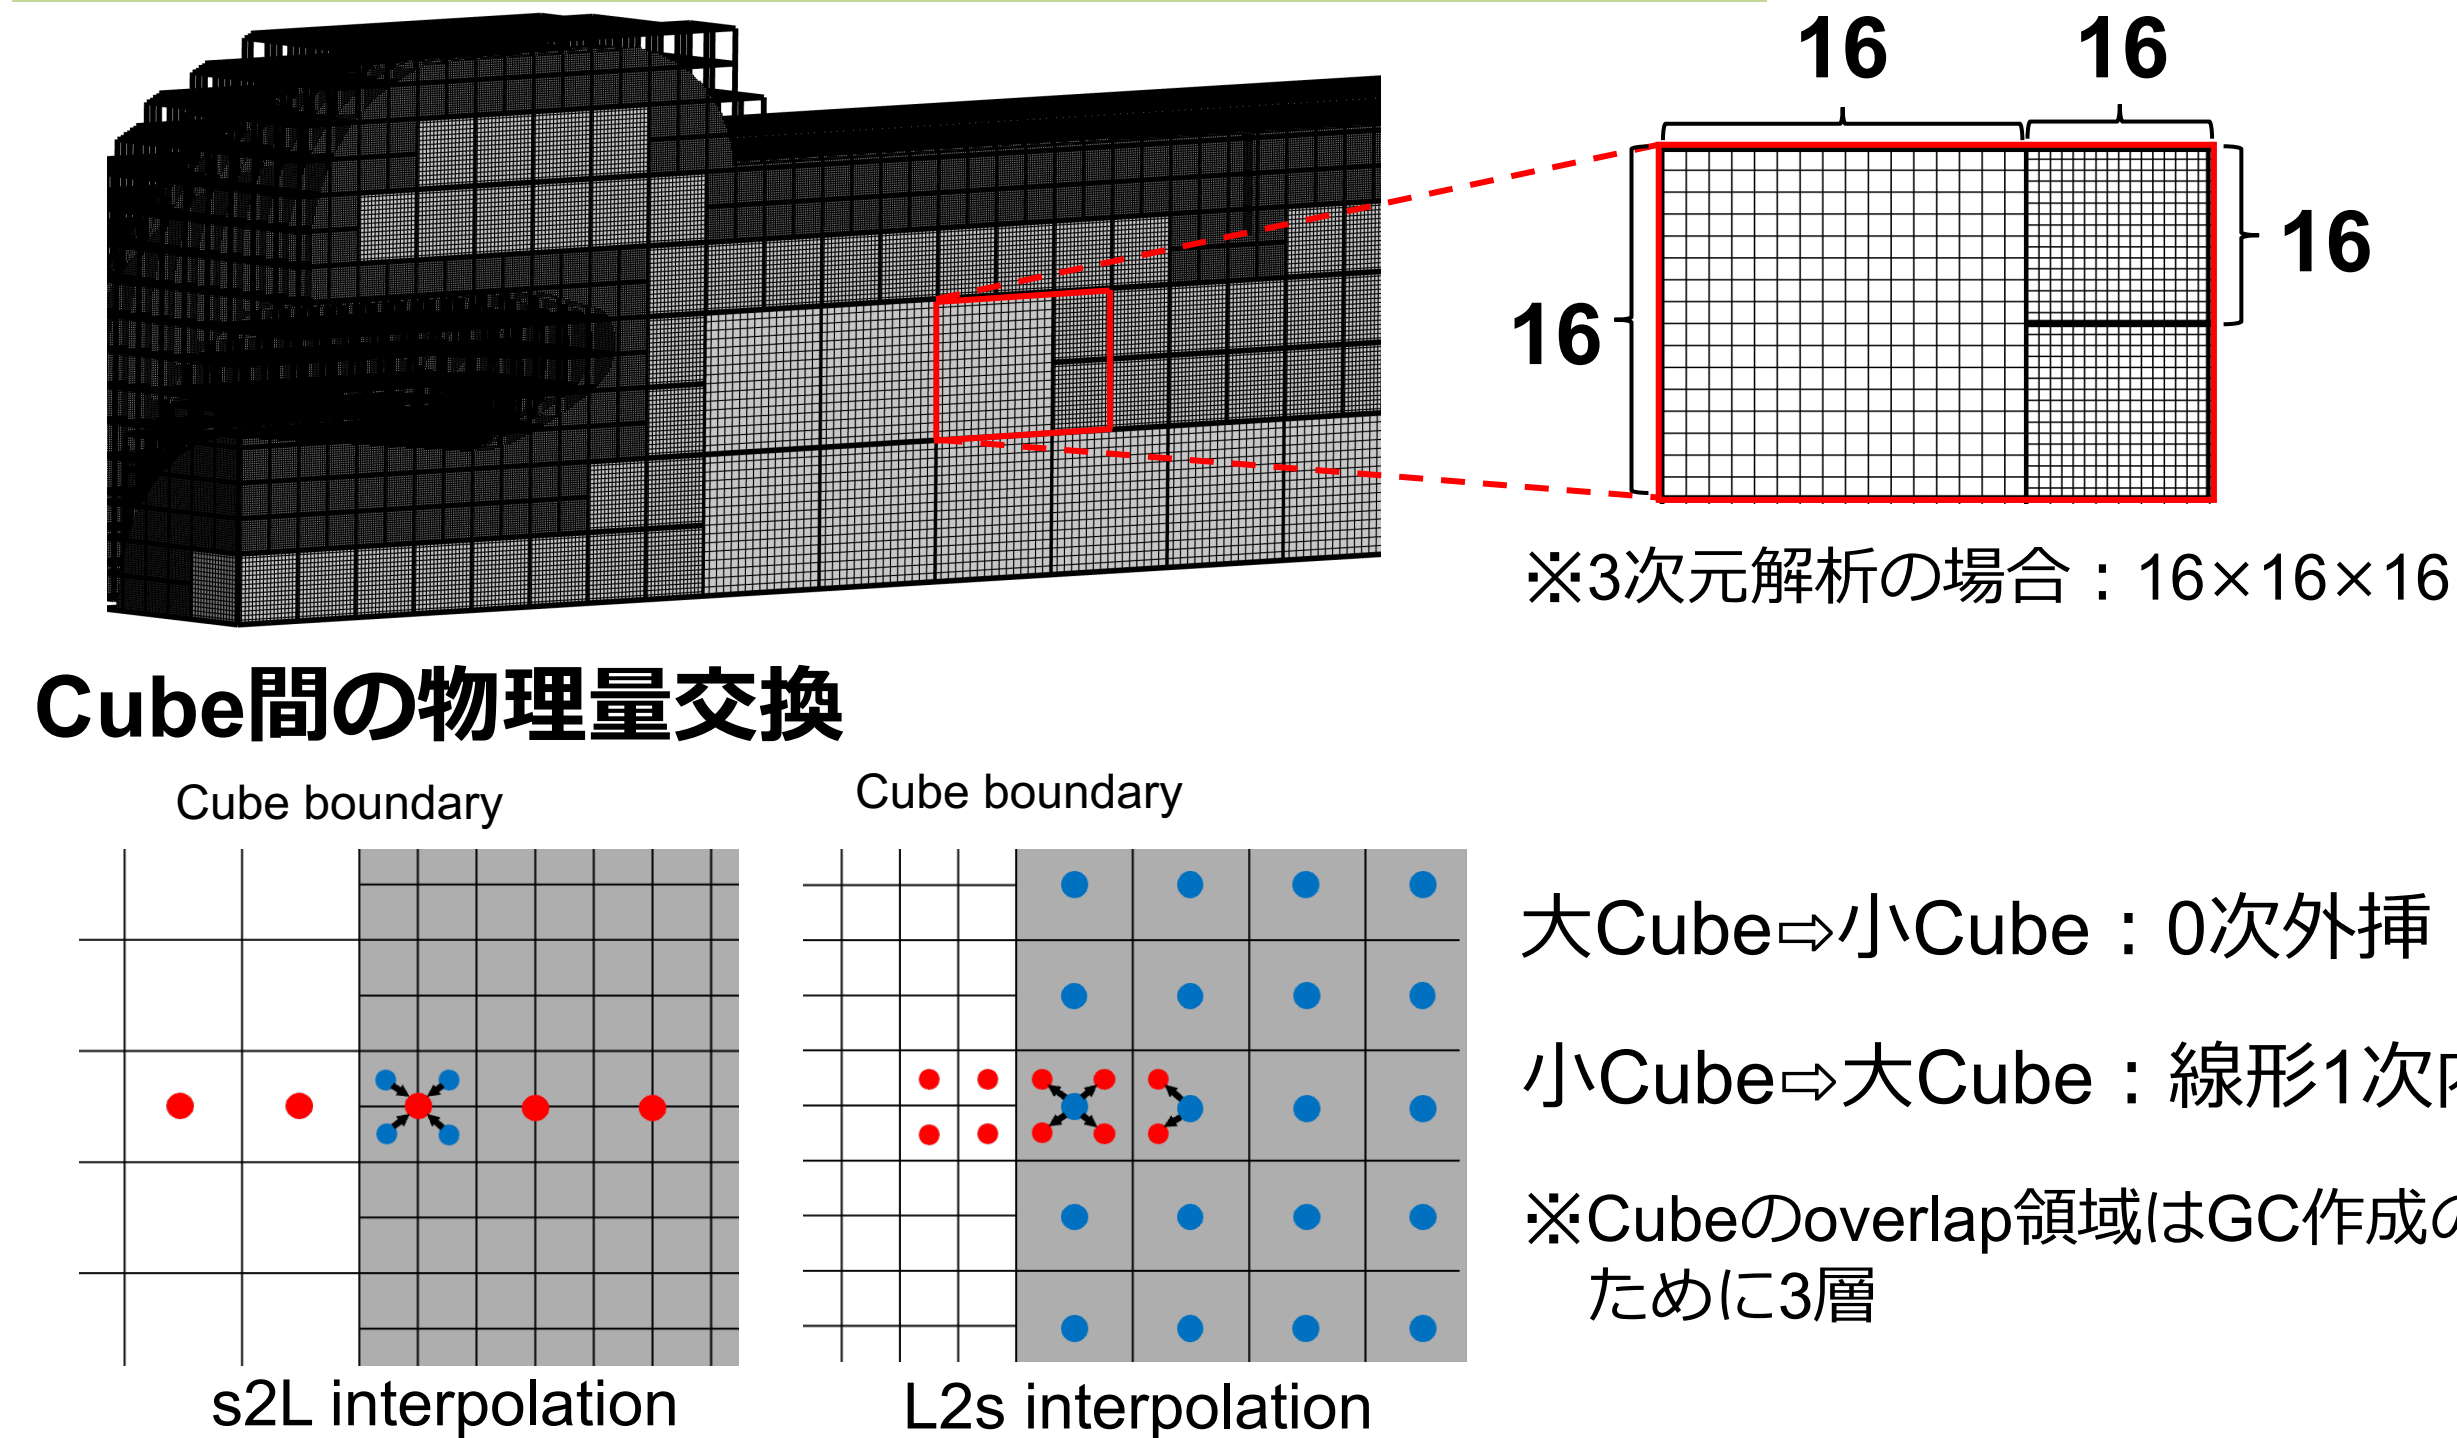 16 16
16
16
※3次元解析の場合：16×16×16
Cube間の物理量交換
Cube boundary
Cube boundary
大Cube⇨小Cube：0次外挿
小Cube⇨大Cube：線形1次
※Cubeのoverlap領域はGC作成の
ために3層
s2L interpolation
L2s interpolation